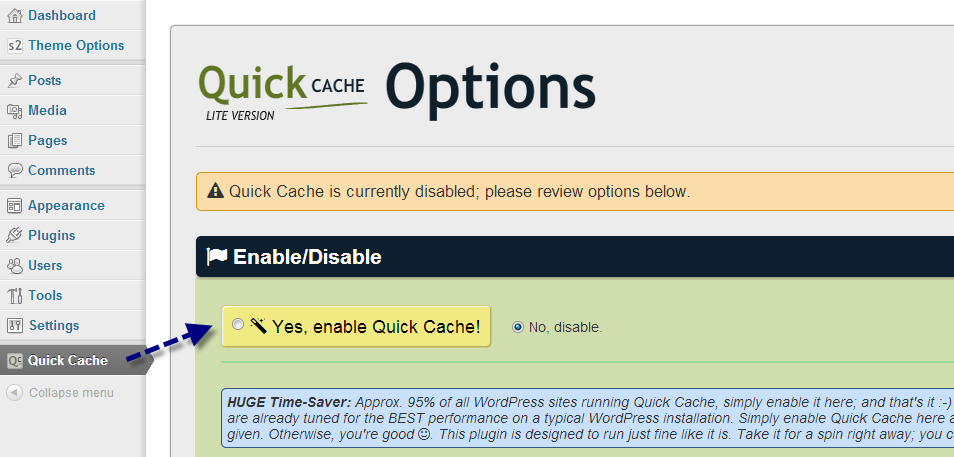 Dashboard
s2 Theme Options
Posts
Media
Pages
Comments
Appearance
Plugins
Users
Tools
Settings
Qc Quick Cache
Collapse menu
Quick CACHE Options
LITE VERSION
Quick Cache is currently disabled; please review options below.
Enable/Disable
Yes, enable Quick Cache! No, disable.
HUGE Time-Saver: Approx. 95% of all WordPress sites running Quick Cache, simply enable it here; and that's it :-)
are already tuned for the BEST performance on a typical WordPress installation. Simply enable Quick Cache here a
given. Otherwise, you're good ☺. This plugin is designed to run just fine like it is. Take it for a spin right away; you c